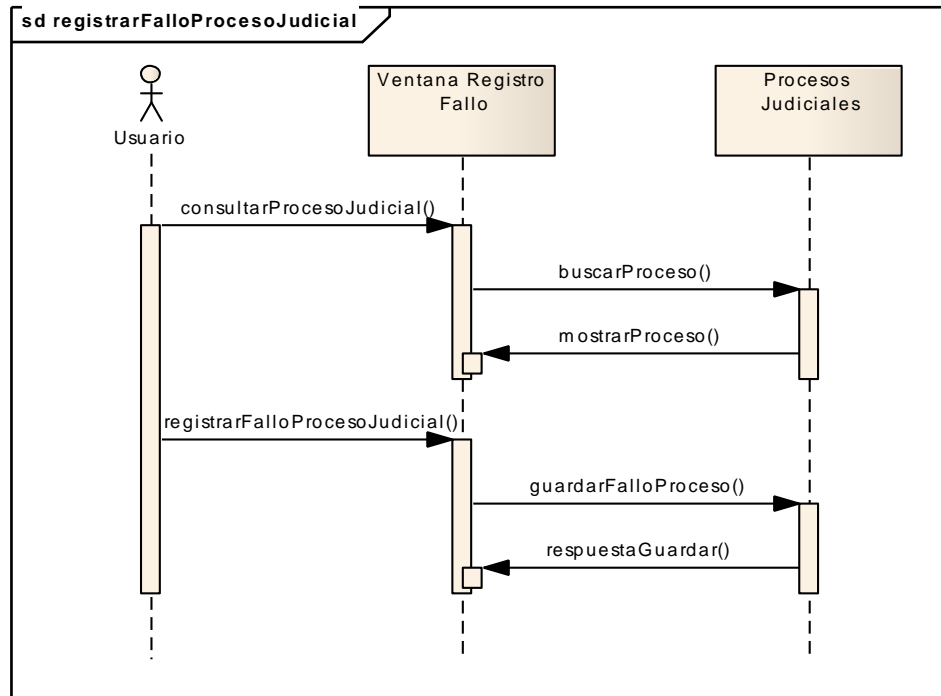 sd registrarFalloProcesoJudicial
Usuario
Ventana Registro
Fallo
Procesos
Judiciales
consultarProcesoJudicial()
buscarProceso()
mostrarProceso()
registrarFalloProcesoJudicial()
guardarFalloProceso()
respuestaGuardar()